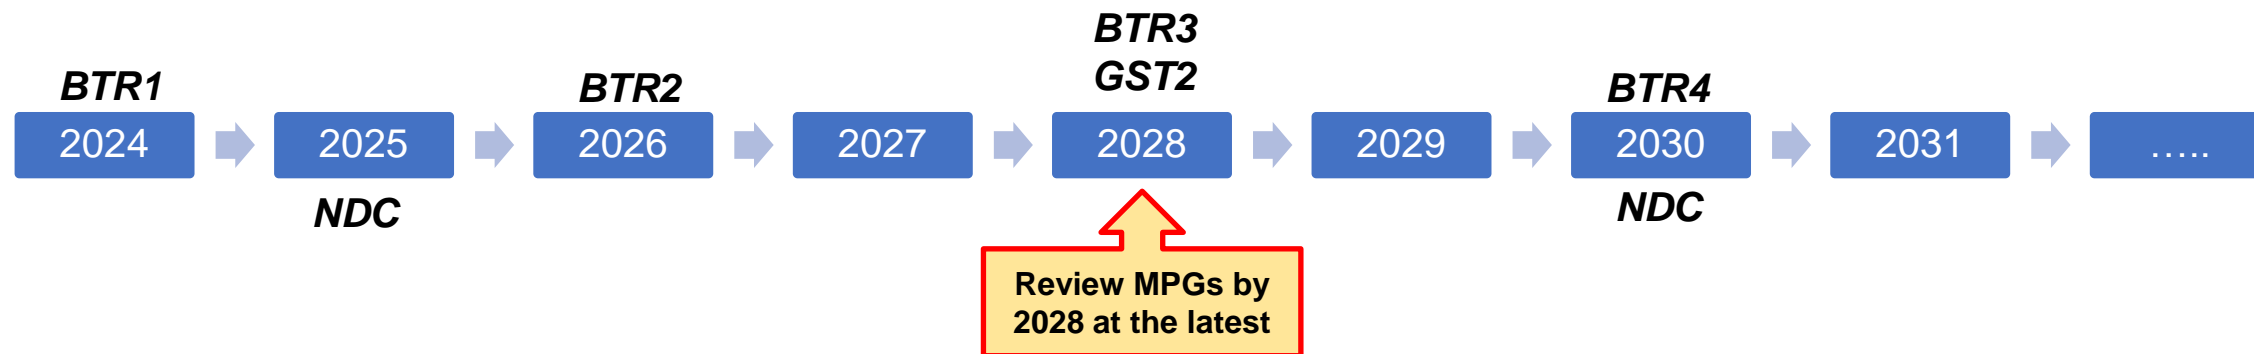 BTR3
GST2
BTR1
BTR2
BTR4
2024
2025
2026
2027
2028
2029
2030
2031
.....
NDC
NDC
Review MPGs by
2028 at the latest